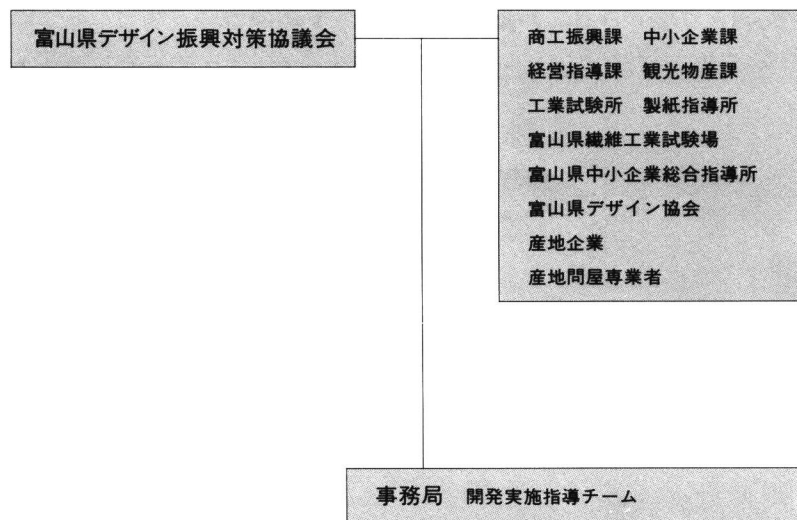 富山県デザイン振興対策協議会
商工振興課　中小企業課
経営指導課　観光物産課
工業試験所　製紙指導所
富山県繊維工業試験場
富山県中小企業総合指導所
富山県デザイン協会
産地企業
産地問屋専業者
事務局　開発実施指導チーム